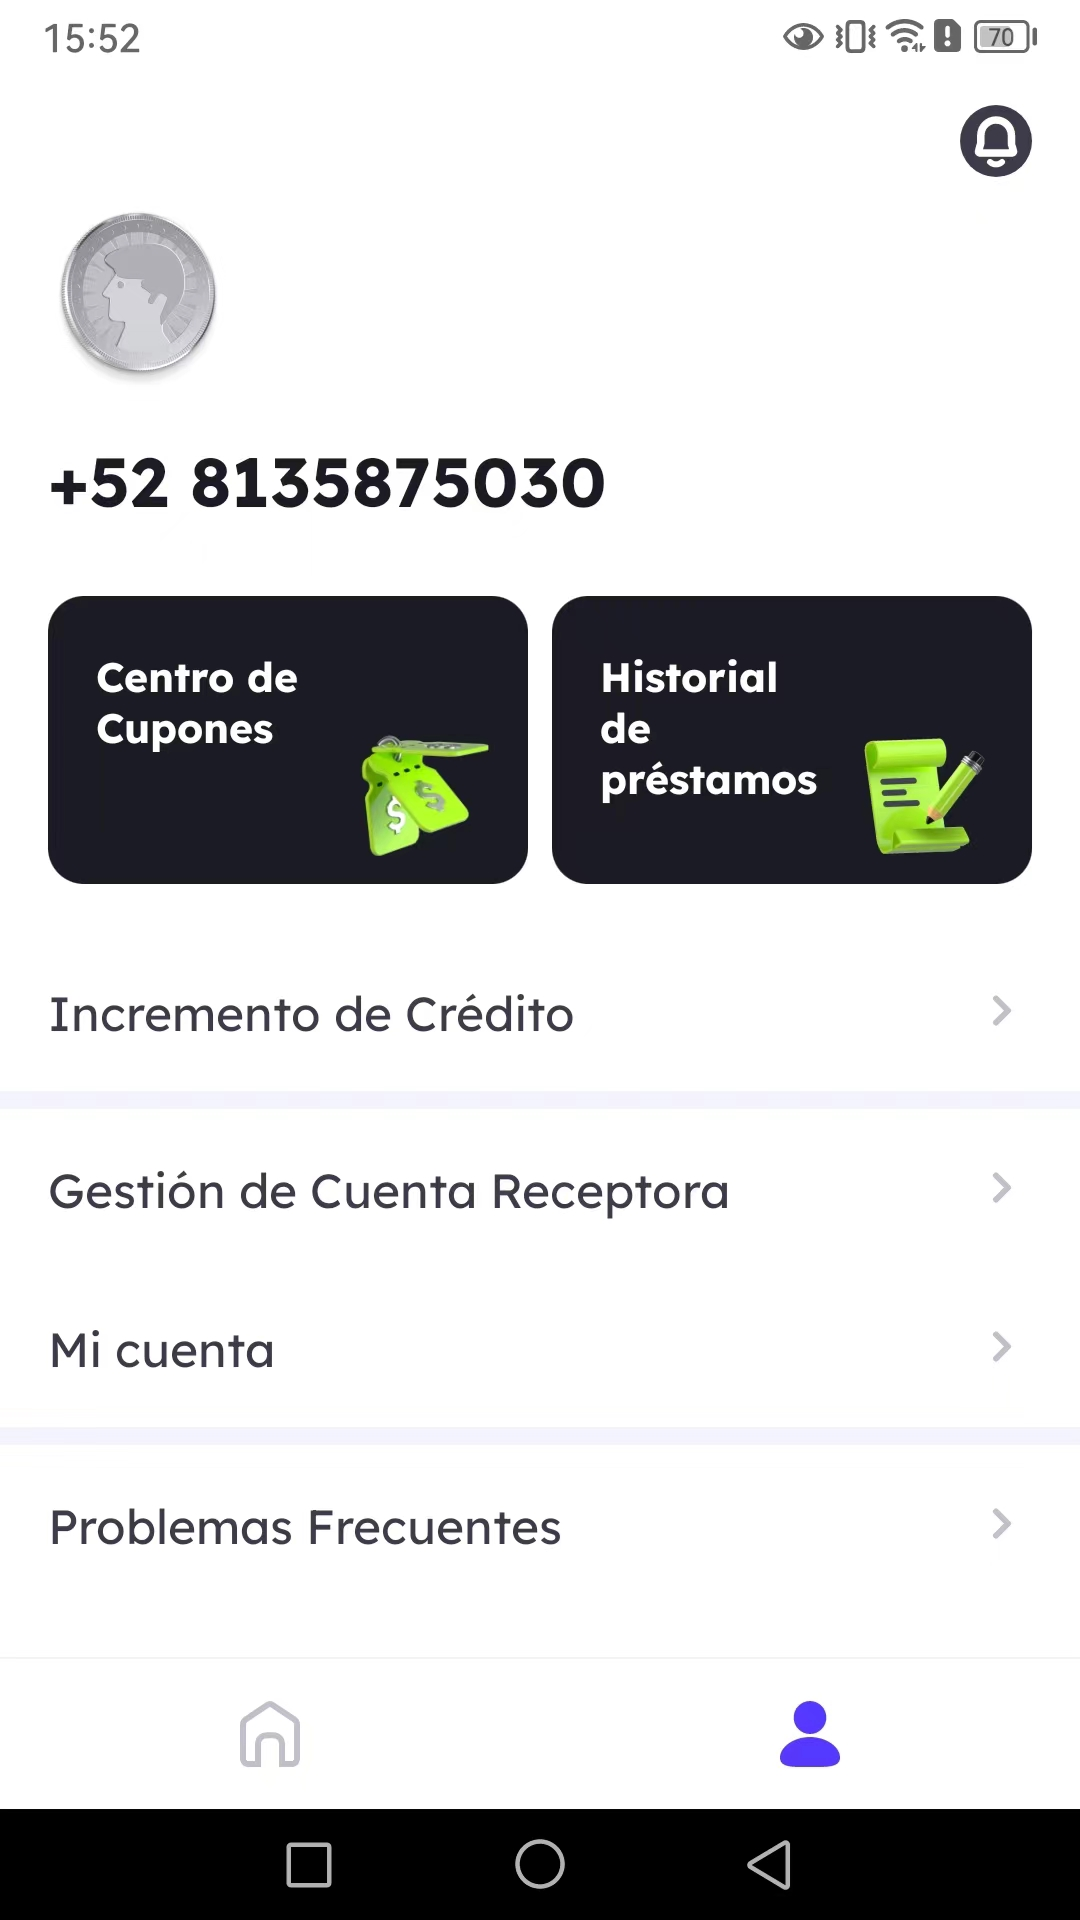 15:52
70
+52 8135875030
Centro de
Cupones
Historial
de
préstamos
Incremento de Crédito
Gestión de Cuenta Receptora
Mi cuenta
Problemas Frecuentes